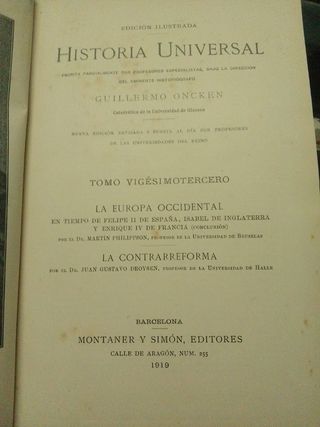 EDICIÓN ILUSTRADA
HISTORIA UNIVERSAL
ESCRITA PARCIALMENTE POR PROFESORES ESPECIALISTAS, BAJO LA DIRECCIÓN
DEL EMINENTE HISTORIÓGRAFO
GUILLERMO ONCKEN
Catedrático de la Universidad de Giessen
NUEVA EDICIÓN REVISADA Y PUESTA AL DÍA POR PROFESORES
DE LAS UNIVERSIDADES DEL REINO
TOMO VIGÉSIMOTERCERO
LA EUROPA OCCIDENTAL
EN TIEMPO DE FELIPE II DE ESPAÑA, ISABEL DE INGLATERRA
Y ENRIQUE IV DE FRANCIA (CONCLUSIÓN)
POR EL DR. MARTIN PHILIPPSON, PROFESOR DE LA UNIVERSIDAD DE BRUSELAS
LA CONTRARREFORMA
POR EL DR. JUAN GUSTAVO DROYSEN, PROFESOR DE LA UNIVERSIDAD DE HALLE
BARCELONA
MONTANER Y SIMÓN, EDITORES
CALLE DE ARAGÓN, NUM. 255
1919